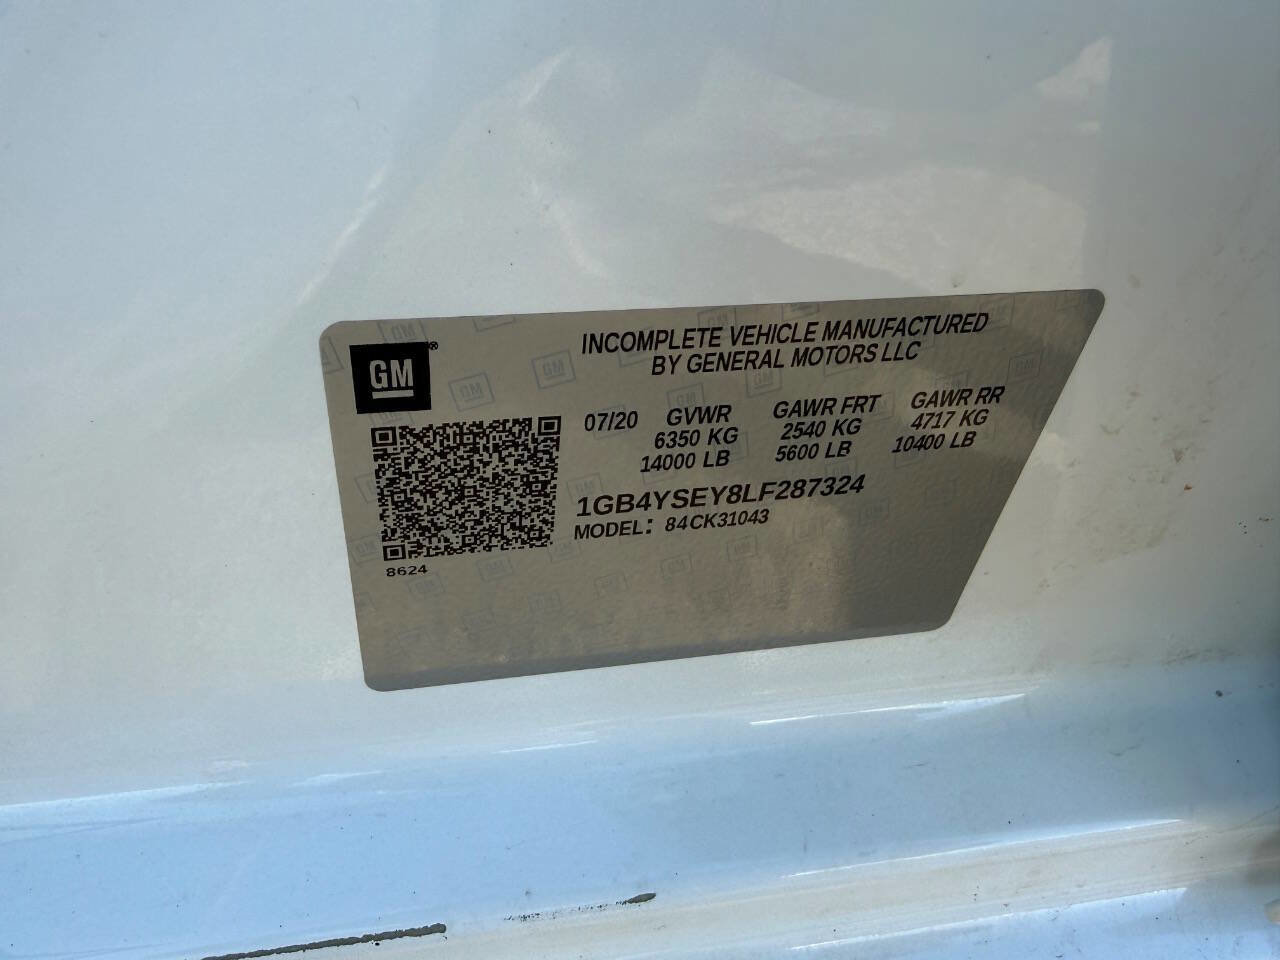 GM®
INCOMPLETE VEHICLE MANUFACTURED
BY GENERAL MOTORS LLC
07/20 GVWR GAWR FRT GAWR RR
6350 KG 2540 KG 4717 KG
14000 LB 5600 LB 10400 LB
1GB4YSEY8LF287324
MODEL: 84CK31043
8624